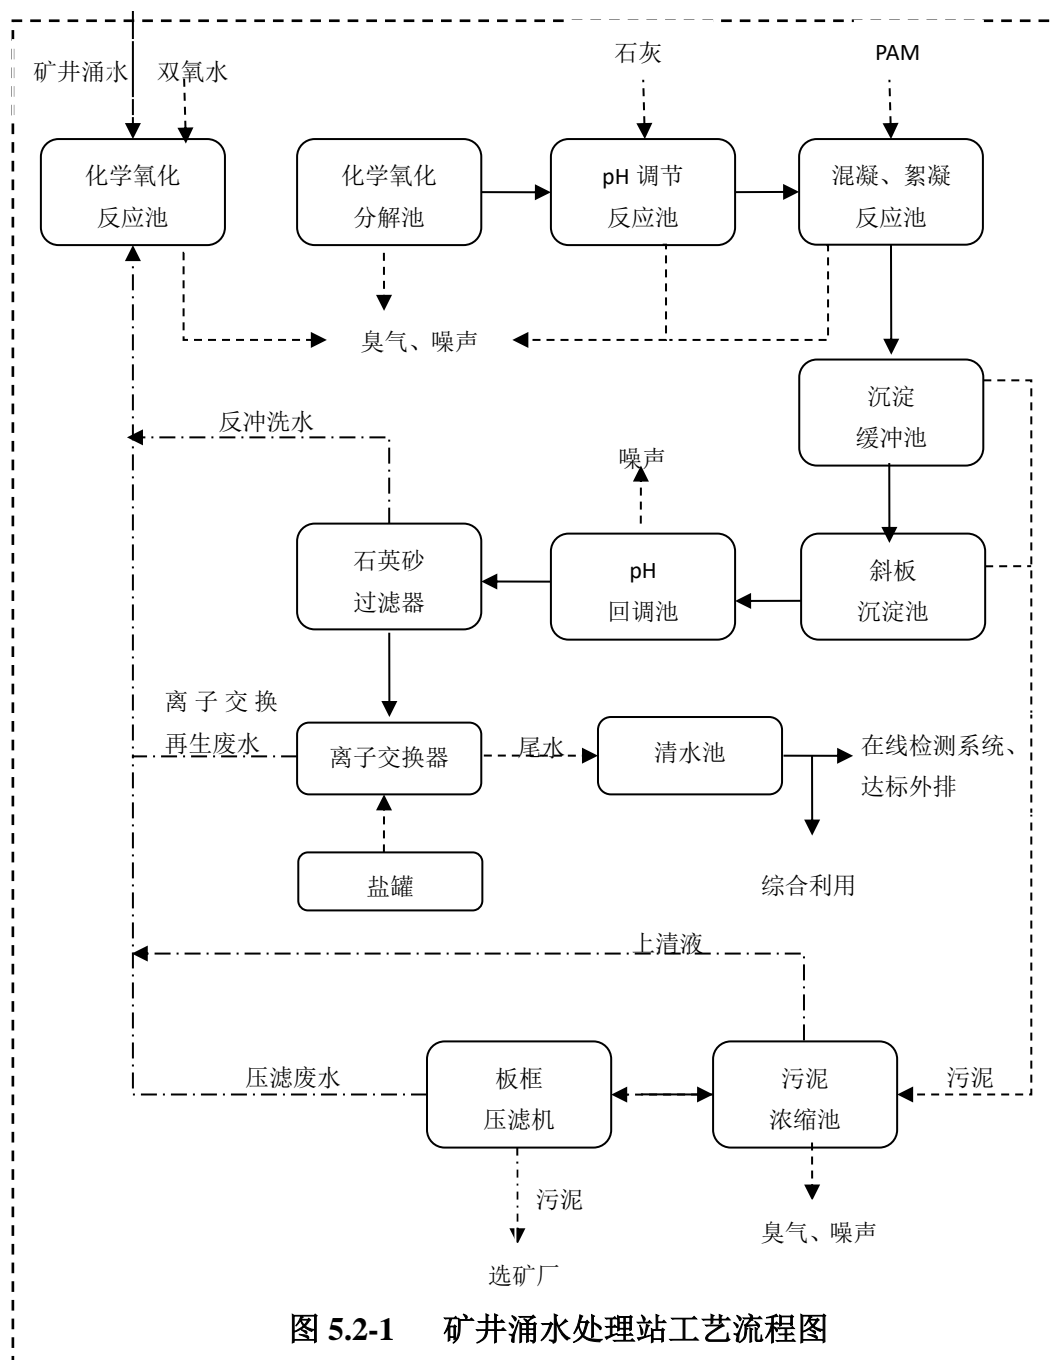 石灰
PAM
矿井涌水
双氧水
化学氧化
反应池
化学氧化
分解池
pH 调节
反应池
混凝、絮凝
反应池
臭气、噪声
沉淀
缓冲池
反冲洗水
噪声
石英砂
过滤器
pH
回调池
斜板
沉淀池
离 子 交 换
再生废水
离子交换器
尾水
清水池
在线检测系统、
达标外排
盐罐
综合利用
上清液
压滤废水
板框
压滤机
污泥
浓缩池
污泥
污泥
臭气、噪声
选矿厂
图 5.2-1 矿井涌水处理站工艺流程图